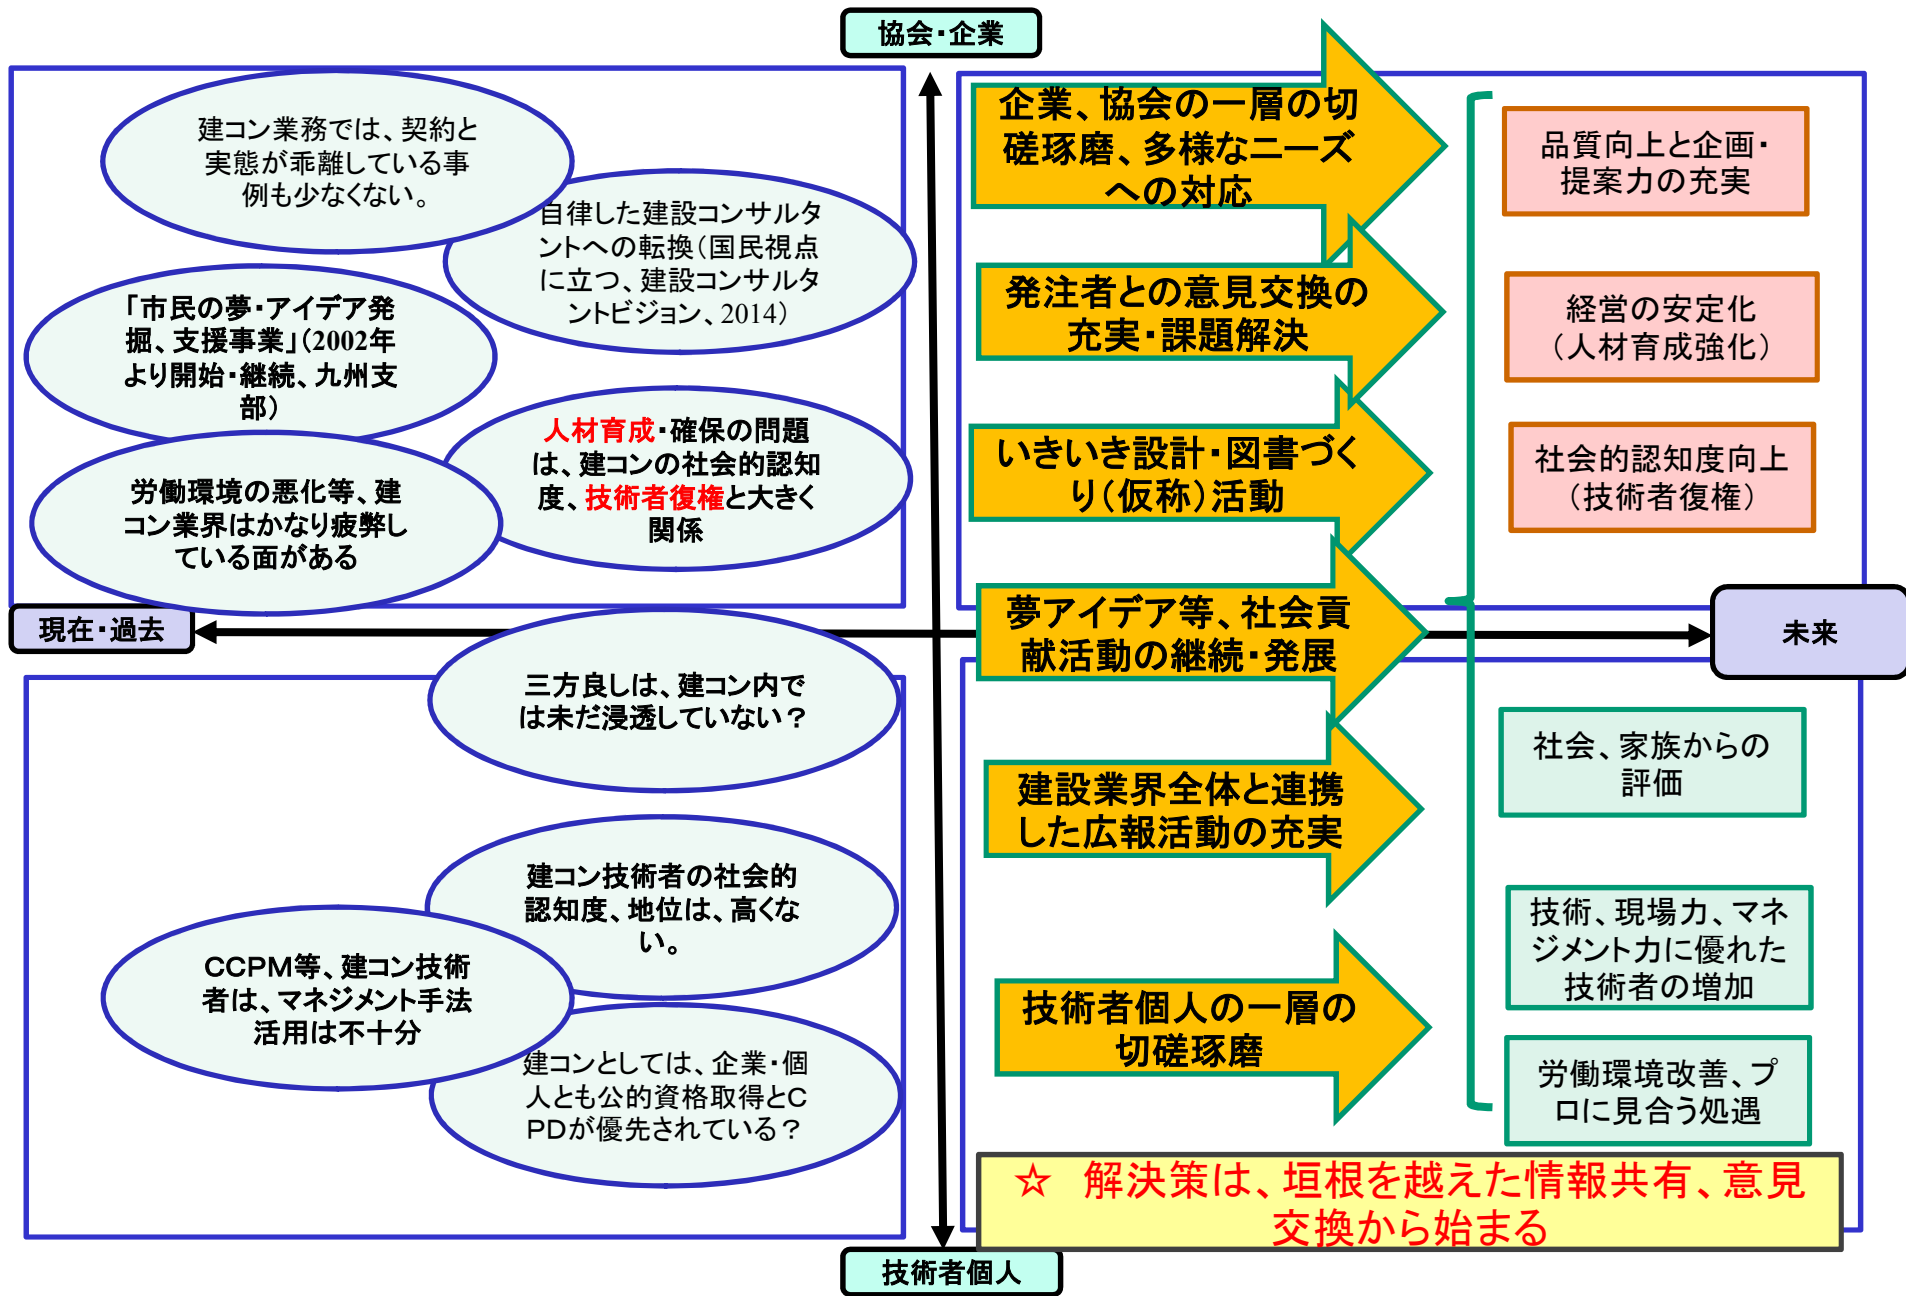 協会・企業
建コン業務では、契約と
実態が乖離している事
例も少なくない。
自律した建設コンサルタ
ントへの転換(国民視点
に立つ、建設コンサルタ
ントビジョン、2014)
「市民の夢・アイデア発
掘、支援事業」(2002年
より開始・継続、九州支
部)
人材育成・確保の問題
は、建コンの社会的認知
度、技術者復権と大きく
関係
労働環境の悪化等、建
コン業界はかなり疲弊し
ている面がある
現在・過去
三方良しは、建コン内で
は未だ浸透していない？
建コン技術者の社会的
認知度、地位は、高くな
い。
ＣＣＰＭ等、建コン技術
者は、マネジメント手法
活用は不十分
建コンとしては、企業・個
人とも公的資格取得とＣ
ＰＤが優先されている？
企業、協会の一層の切
磋琢磨、多様なニーズ
への対応
発注者との意見交換の
充実・課題解決
いきいき設計・図書づく
り(仮称)活動
夢アイデア等、社会貢
献活動の継続・発展
建設業界全体と連携
した広報活動の充実
技術者個人の一層の
切磋琢磨
品質向上と企画・
提案力の充実
経営の安定化
(人材育成強化)
社会的認知度向上
(技術者復権)
未来
社会、家族からの
評価
技術、現場力、マネ
ジメント力に優れた
技術者の増加
労働環境改善、プ
ロに見合う処遇
☆　解決策は、垣根を越えた情報共有、意見
交換から始まる
技術者個人